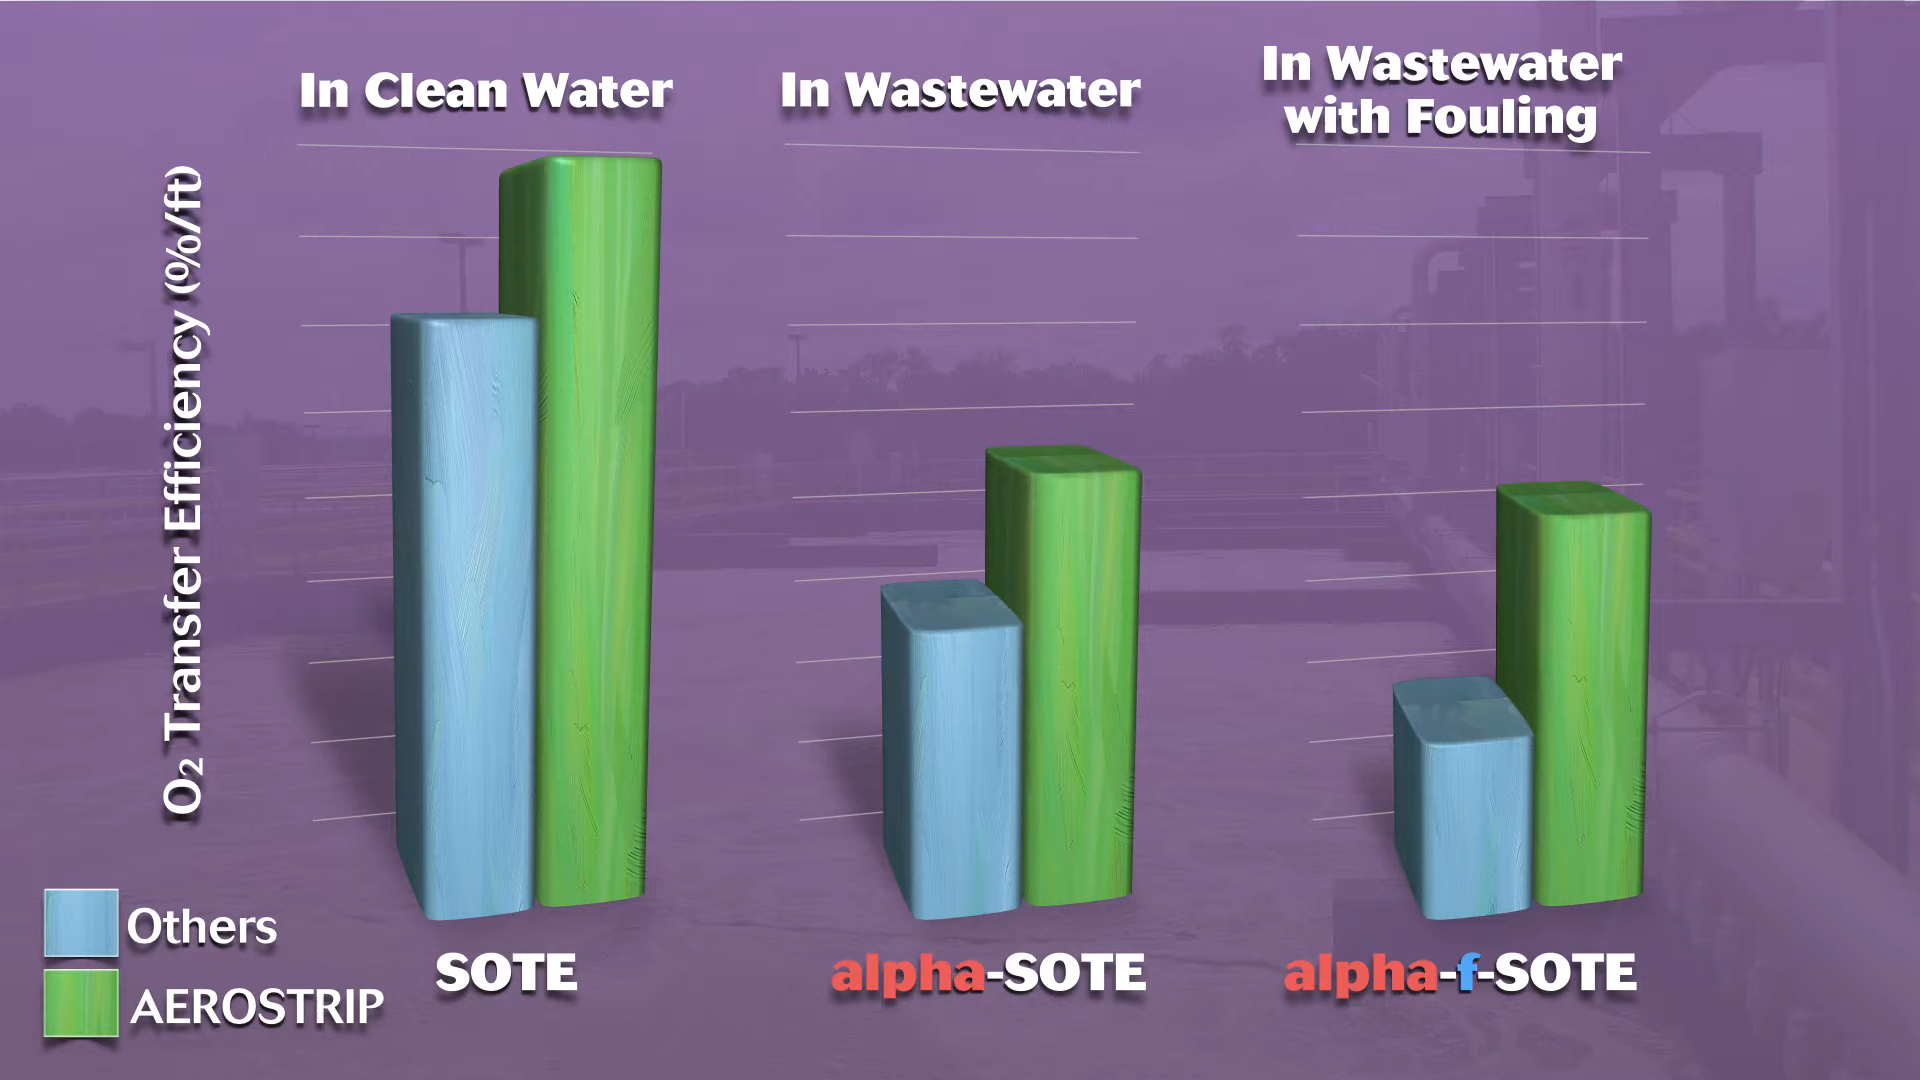 In Clean Water
In Wastewater
In Wastewater
with Fouling
O₂ Transfer Efficiency (%/ft)
Others
AEROSTRIP
SOTE
alpha-SOTE
alpha-f-SOTE